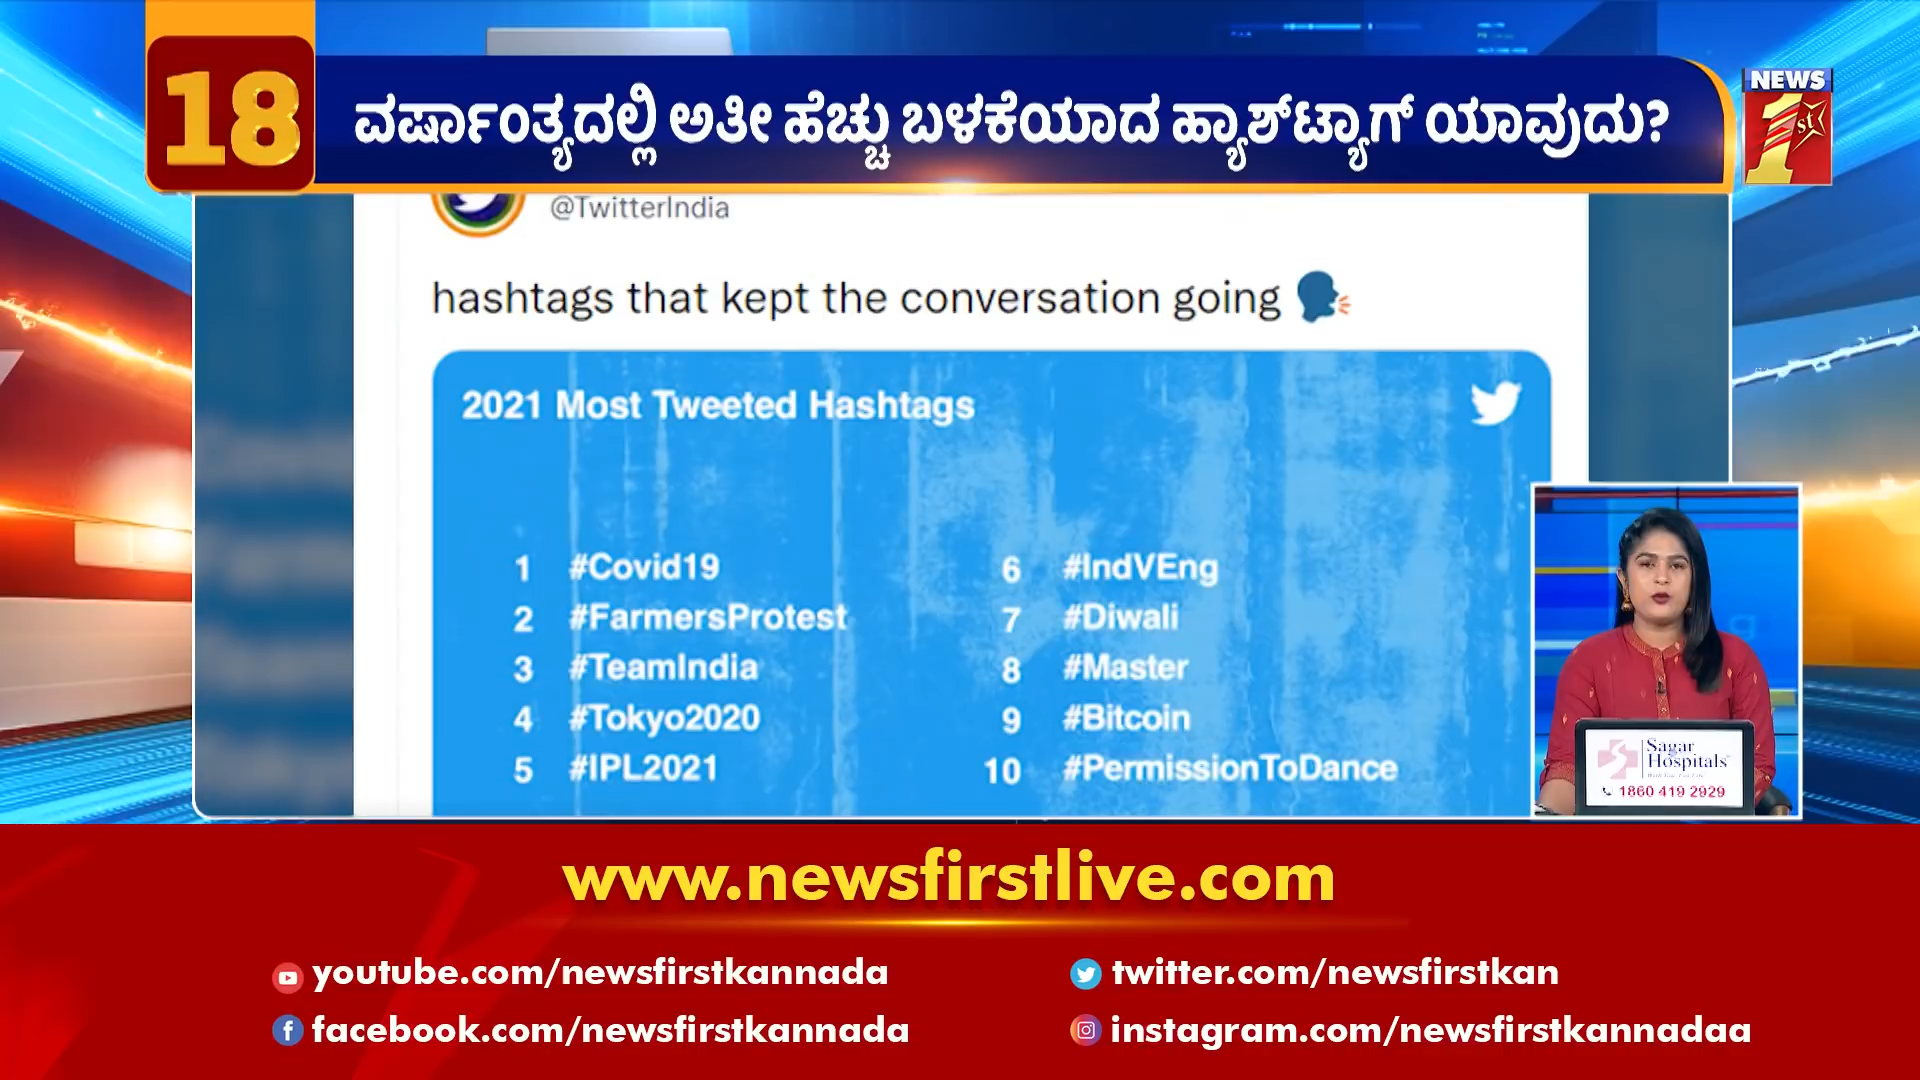 18
ವರ್ಷಾಂತ್ಯದಲ್ಲಿ ಅತೀ ಹೆಚ್ಚು ಬಳಕೆಯಾದ ಹ್ಯಾಶ್‌ಟ್ಯಾಗ್ ಯಾವುದು?
NEWS
1st
@TwitterIndia
hashtags that kept the conversation going
2021 Most Tweeted Hashtags
1 #Covid19
2 #FarmersProtest
3 #TeamIndia
4 #Tokyo2020
5 #IPL2021
6 #IndVEng
7 #Diwali
8 #Master
9 #Bitcoin
10 #PermissionToDance
Sagar
Hospitals
1860 419 2929
www.newsfirstlive.com
youtube.com/newsfirstkannada
twitter.com/newsfirstkan
facebook.com/newsfirstkannada
instagram.com/newsfirstkannadaa